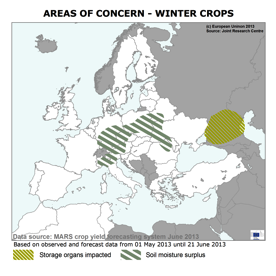 AREAS OF CONCERN - WINTER CROPS
(c) European Union 2013
Source: Joint Research Centre
Data source: MARS crop yield forecasting system June 2013
Based on observed and forecast data from 01 May 2013 until 21 June 2013
Storage organs impacted
Soil moisture surplus